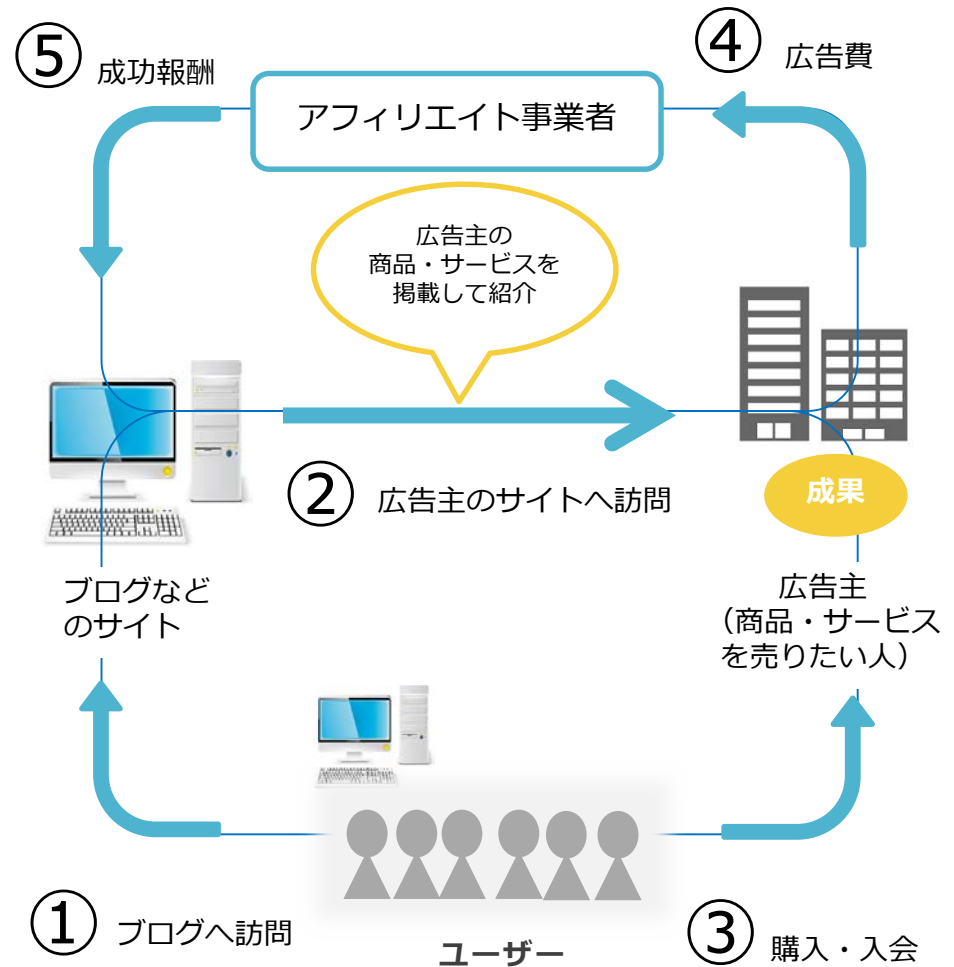 ⑤ 成功報酬
④ 広告費
アフィリエイト事業者
広告主の
商品・サービスを
掲載して紹介
② 広告主のサイトへ訪問
成果
ブログなど
のサイト
広告主
（商品・サービス
を売りたい人）
① ブログへ訪問
ユーザー
③ 購入・入会